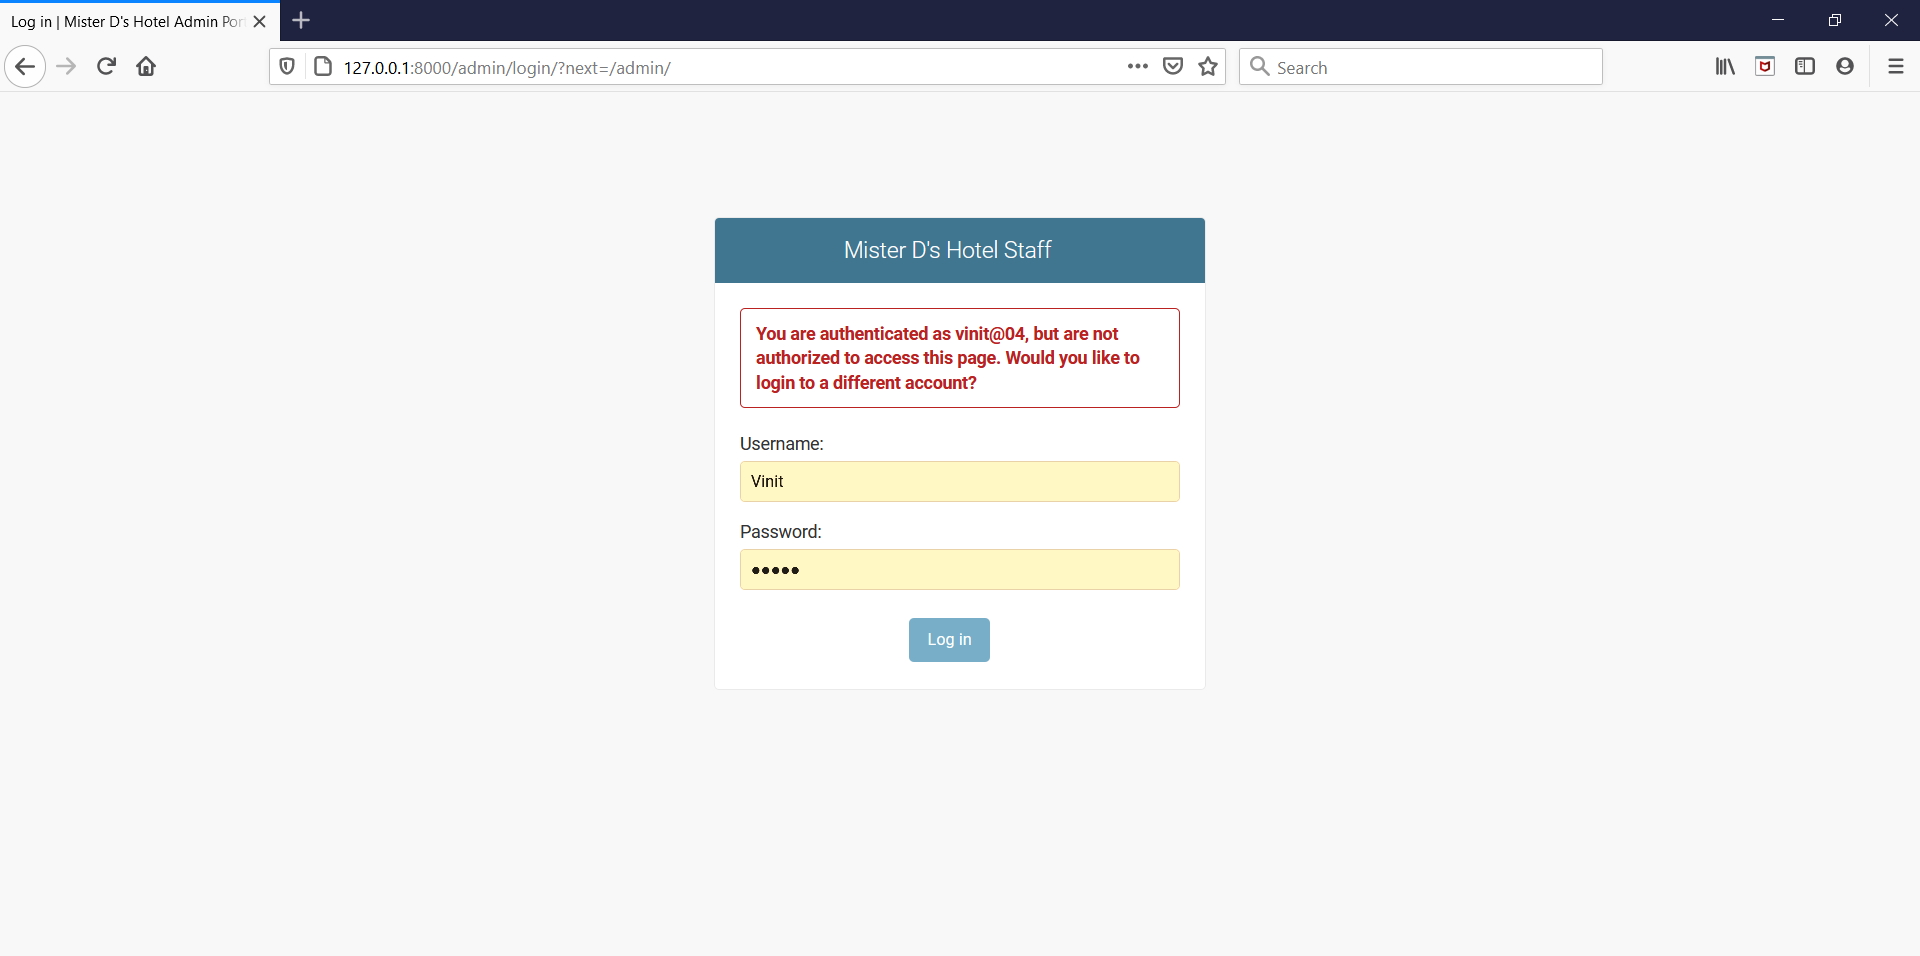 Log in | Mister D's Hotel Admin Por
127.0.0.1:8000/admin/login/?next=/admin/
Search
Mister D's Hotel Staff
You are authenticated as vinit@04, but are not
authorized to access this page. Would you like to
login to a different account?
Username:
Vinit
Password:
Log in